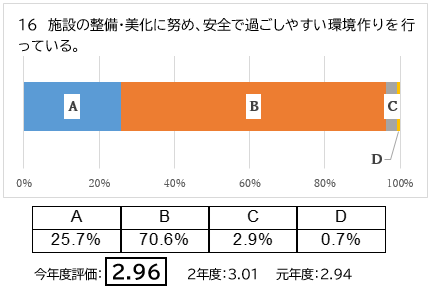 16 施設の整備・美化に努め、安全で過ごしやすい環境作りを行
っている。
A B C
D
0% 20% 40% 60% 80% 100%
A B C D
25.7% 70.6% 2.9% 0.7%
今年度評価: 2.96 2年度:3.01 元年度:2.94